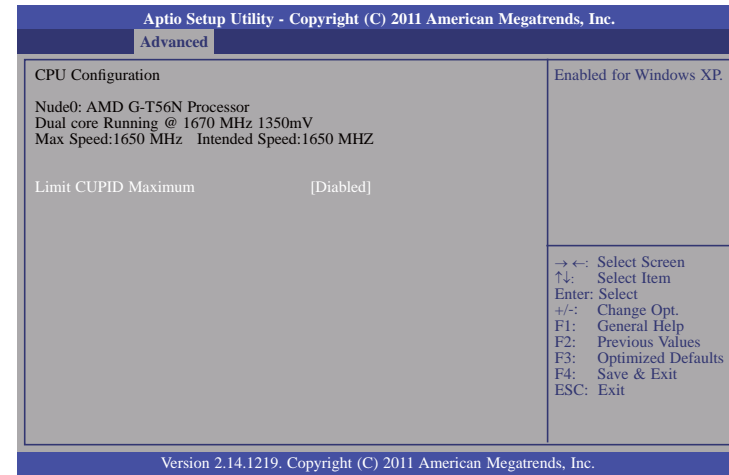 Aptio Setup Utility - Copyright (C) 2011 American Megatrends, Inc.
Advanced
CPU Configuration
Nude0: AMD G-T56N Processor
Dual core Running @ 1670 MHz 1350mV
Max Speed:1650 MHz Intended Speed:1650 MHZ
Limit CUPID Maximum [Diabled]
Enabled for Windows XP.
→ ←: Select Screen
↑↓: Select Item
Enter: Select
+/-: Change Opt.
F1: General Help
F2: Previous Values
F3: Optimized Defaults
F4: Save & Exit
ESC: Exit
Version 2.14.1219. Copyright (C) 2011 American Megatrends, Inc.